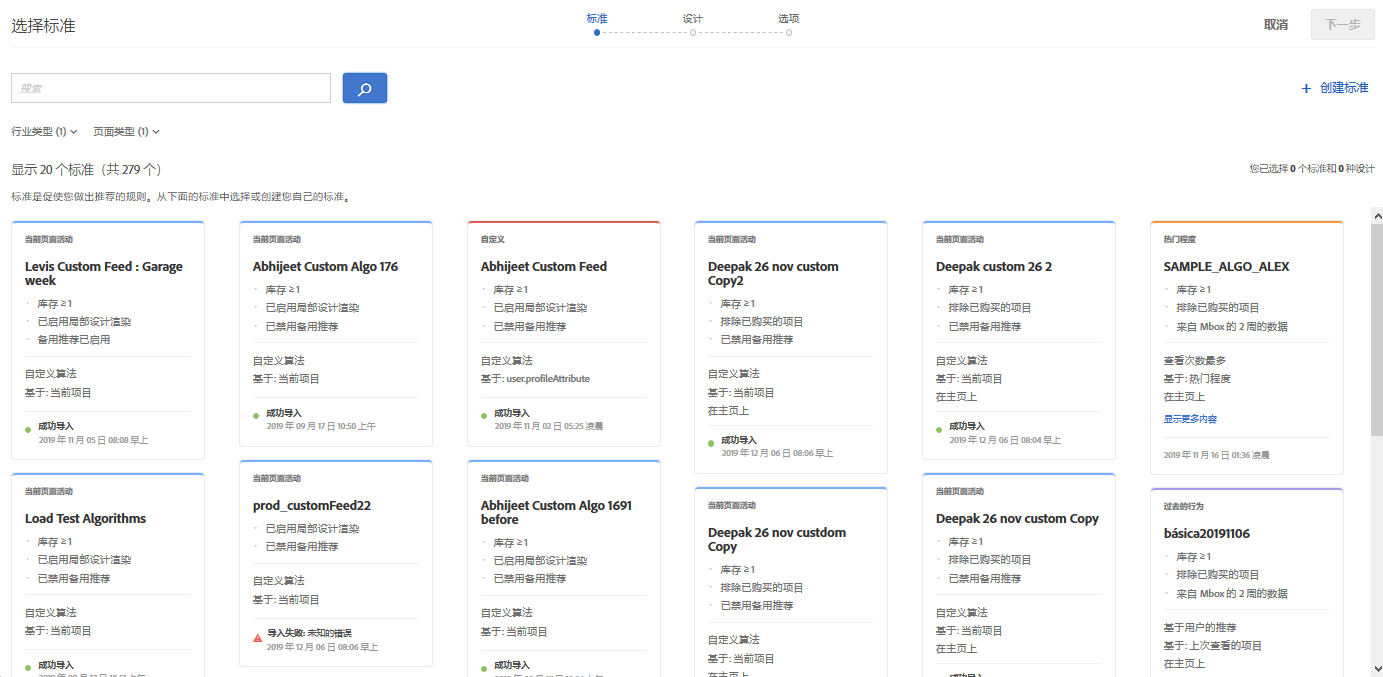 选择标准
标准
设计
选项
取消
下一步
搜索
+ 创建标准
行业类型 (1)
页面类型 (1)
显示 20 个标准（共 279 个）
您已选择 0 个标准和 0 种设计
标准是促使您做出推荐的规则。从下面的标准中选择或创建您自己的标准。
当前页面活动
Levis Custom Feed : Garage
week
库存 ≥ 1
已启用局部设计渲染
备用推荐已启用
自定义算法
基于: 当前项目
成功导入
2019 年 11 月 05 日 08:08 早上
当前页面活动
Load Test Algorithms
库存 ≥ 1
已启用局部设计渲染
已禁用备用推荐
自定义算法
基于: 当前项目
成功导入
当前页面活动
Abhijeet Custom Algo 176
库存 ≥ 1
已启用局部设计渲染
已禁用备用推荐
自定义算法
基于: 当前项目
成功导入
2019 年 09 月 17 日 10:50 上午
当前页面活动
prod_customFeed22
已启用局部设计渲染
已禁用备用推荐
自定义算法
基于: 当前项目
导入失败: 未知的错误
2019 年 12 月 06 日 08:06 早上
自定义
Abhijeet Custom Feed
库存 ≥ 1
已启用局部设计渲染
已禁用备用推荐
自定义算法
基于: user.profileAttribute
成功导入
2019 年 11 月 02 日 05:25 凌晨
当前页面活动
Abhijeet Custom Algo 1691
before
库存 ≥ 1
已启用局部设计渲染
已禁用备用推荐
自定义算法
基于: 当前项目
成功导入
当前页面活动
Deepak 26 nov custom
Copy2
库存 ≥ 1
排除已购买的项目
已禁用备用推荐
自定义算法
基于: 当前项目
在主页上
成功导入
2019 年 12 月 06 日 08:06 早上
当前页面活动
Deepak 26 nov custdom
Copy
库存 ≥ 1
排除已购买的项目
已禁用备用推荐
自定义算法
基于: 当前项目
在主页上
当前页面活动
Deepak custom 26 2
库存 ≥ 1
排除已购买的项目
已禁用备用推荐
自定义算法
基于: 当前项目
在主页上
成功导入
2019 年 12 月 06 日 08:04 早上
当前页面活动
Deepak 26 nov custom Copy
库存 ≥ 1
排除已购买的项目
已禁用备用推荐
自定义算法
基于: 当前项目
在主页上
成功导入
热门程度
SAMPLE_ALGO_ALEX
库存 ≥ 1
排除已购买的项目
来自 Mbox 的 2 周的数据
查看次数最多
基于: 热门程度
在主页上
显示更多内容
2019 年 11 月 16 日 01:36 凌晨
过去的行为
básica20191106
库存 ≥ 1
排除已购买的项目
来自 Mbox 的 2 周的数据
基于用户的推荐
基于: 上次查看的项目
在主页上